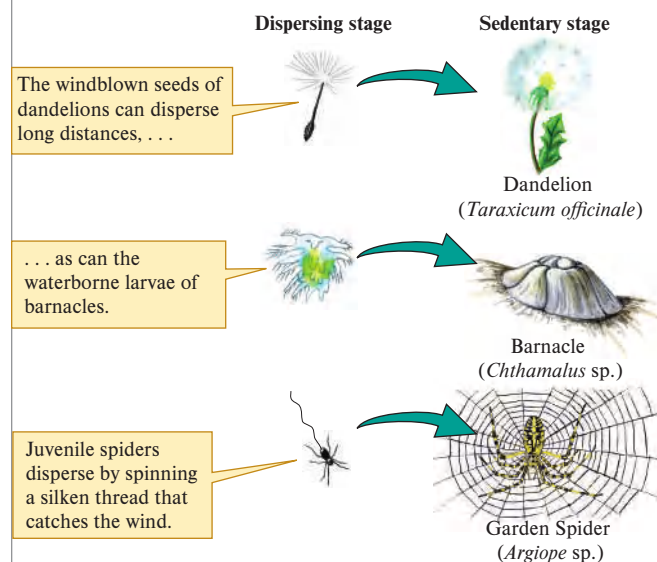 Dispersing stage
Sedentary stage
The windblown seeds of
dandelions can disperse
long distances, . . .
Dandelion
(Taraxicum officinale)
. . . as can the
waterborne larvae of
barnacles.
Barnacle
(Chthamalus sp.)
Juvenile spiders
disperse by spinning
a silken thread that
catches the wind.
Garden Spider
(Argiope sp.)